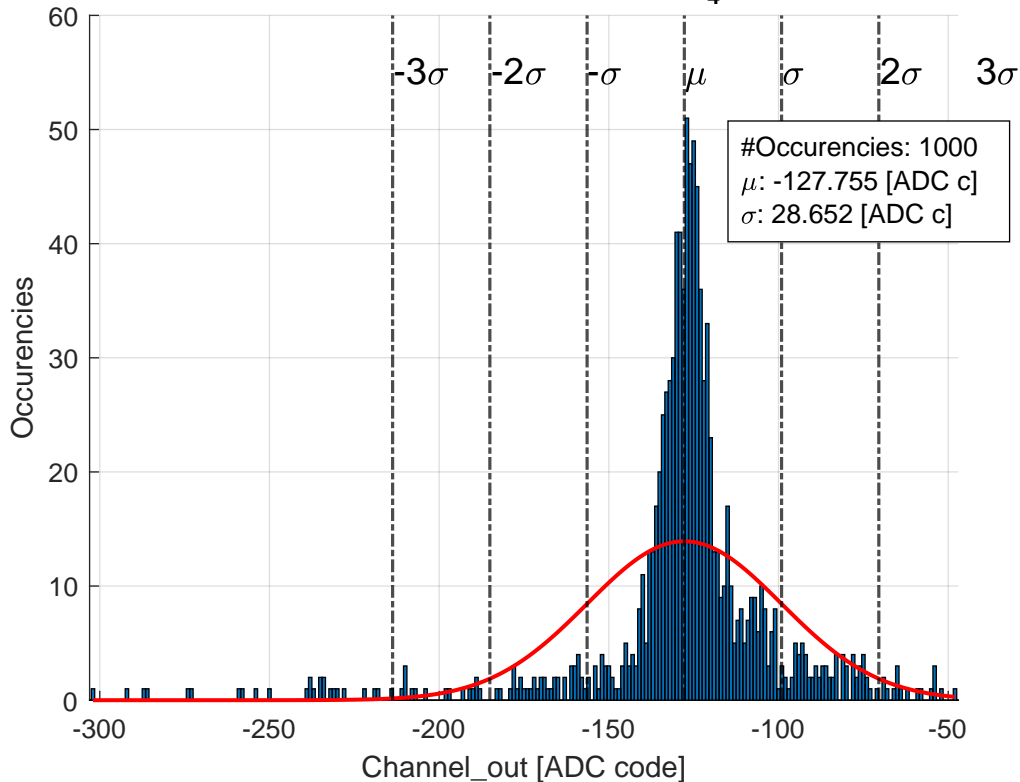 4
60
50
40
30
20
10
0
-3σ -2σ -σ μ σ 2σ 3σ
#Occurencies: 1000
μ: -127.755 [ADC c]
σ: 28.652 [ADC c]
Occurencies
-300 -250 -200 -150 -100 -50
Channel_out [ADC code]